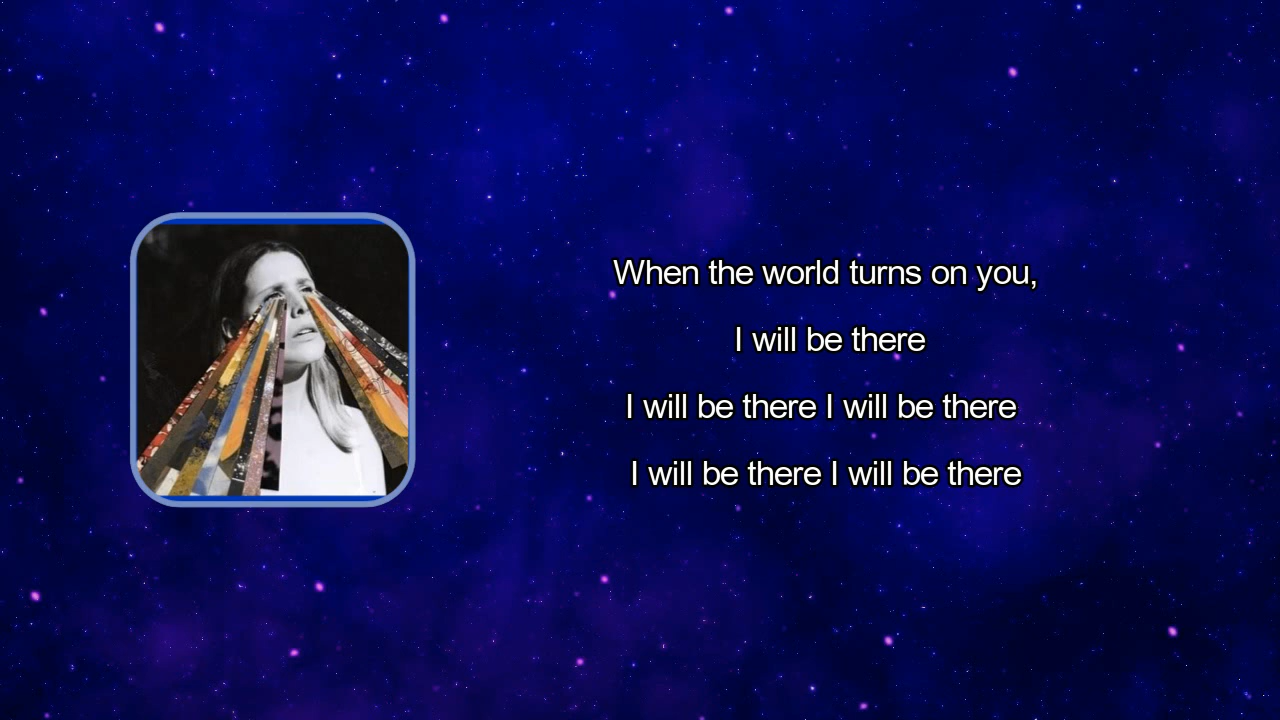 When the world turns on you,
I will be there
I will be there I will be there
I will be there I will be there